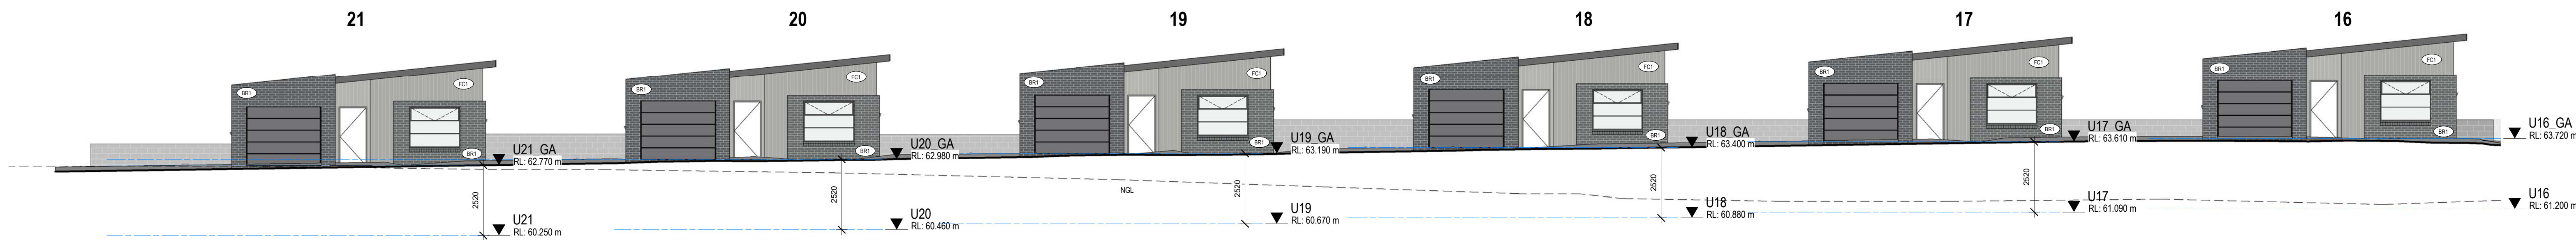 21
20
19
18
17
16
BR1
FC1
BR1
BR1
FC1
BR1
BR1
FC1
BR1
BR1
FC1
BR1
BR1
FC1
BR1
BR1
FC1
BR1
U21_GA
RL: 62.770 m
U20_GA
RL: 62.980 m
U19_GA
RL: 63.190 m
U18_GA
RL: 63.400 m
U17_GA
RL: 63.610 m
U16_GA
RL: 63.720 m
2520
2520
2520
2520
2520
NGL
U21
RL: 60.250 m
U20
RL: 60.460 m
U19
RL: 60.670 m
U18
RL: 60.880 m
U17
RL: 61.090 m
U16
RL: 61.200 m